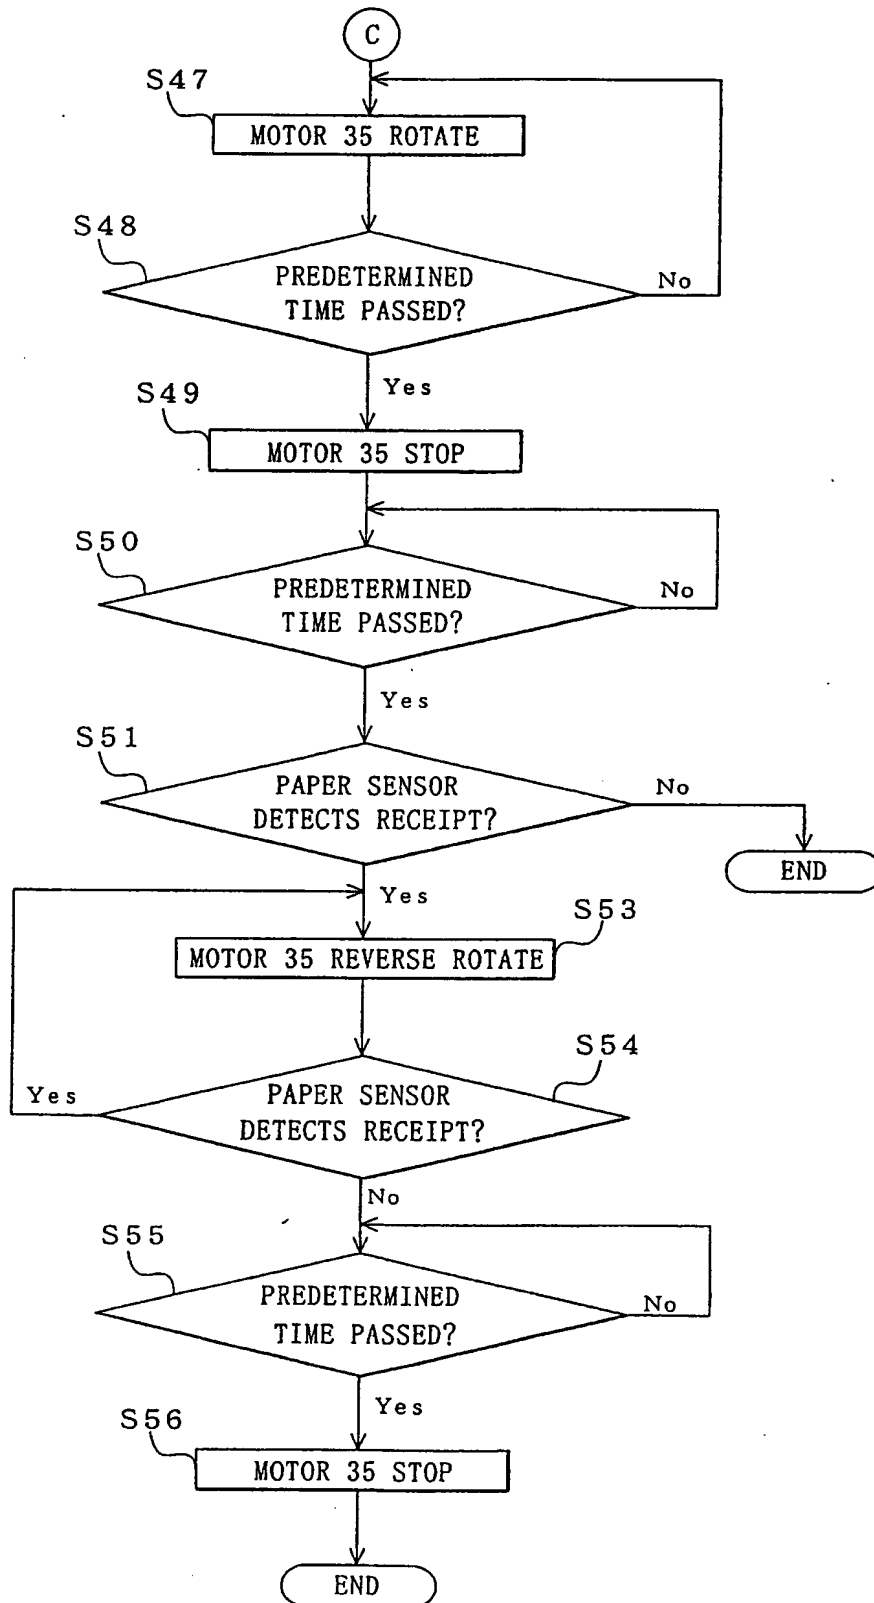 C
S47
MOTOR 35 ROTATE
S48
PREDETERMINED
TIME PASSED?
No
Yes
S49
MOTOR 35 STOP
S50
PREDETERMINED
TIME PASSED?
No
Yes
S51
PAPER SENSOR
DETECTS RECEIPT?
No
END
Yes
S53
MOTOR 35 REVERSE ROTATE
S54
PAPER SENSOR
DETECTS RECEIPT?
Yes
No
S55
PREDETERMINED
TIME PASSED?
No
Yes
S56
MOTOR 35 STOP
END